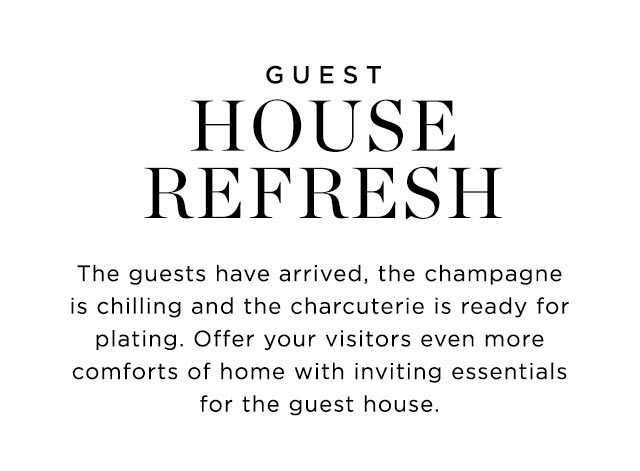 GUEST
HOUSE
REFRESH
The guests have arrived, the champagne
is chilling and the charcuterie is ready for
plating. Offer your visitors even more
comforts of home with inviting essentials
for the guest house.